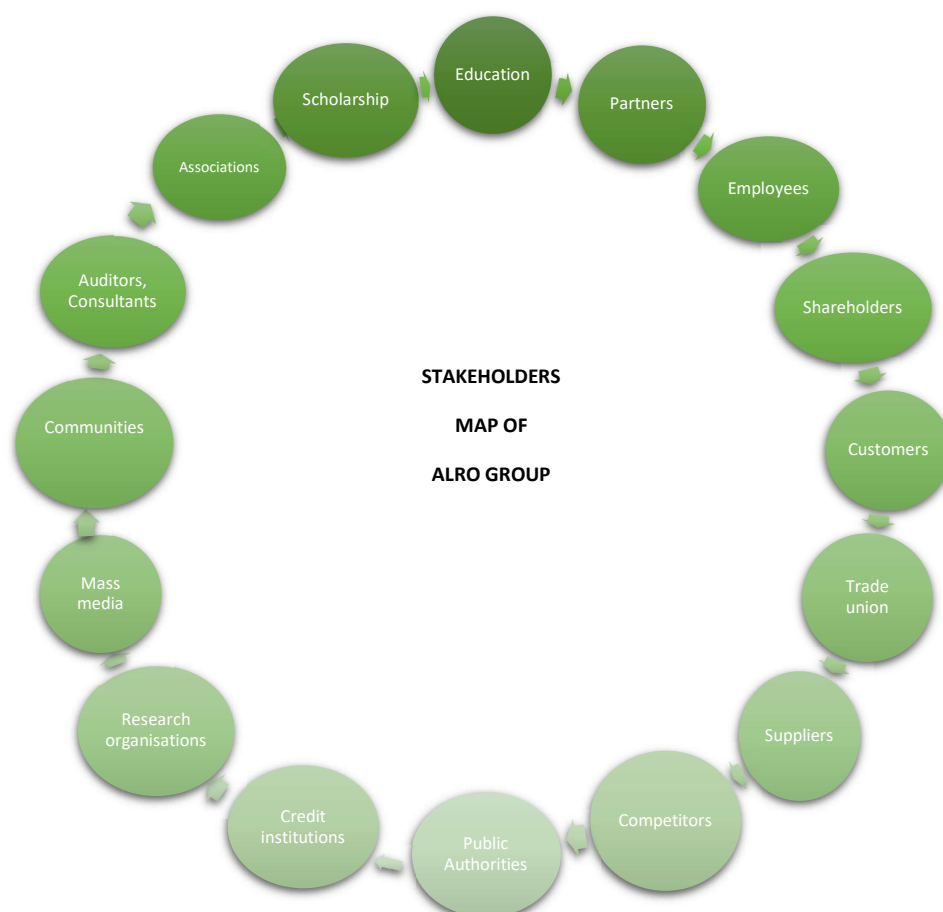 Education
Partners
Employees
Shareholders
Customers
Trade
union
Suppliers
Competitors
Public
Authorities
Credit
institutions
Research
organisations
Mass
media
Communities
Auditors,
Consultants
Associations
Scholarship
STAKEHOLDERS
MAP OF
ALRO GROUP